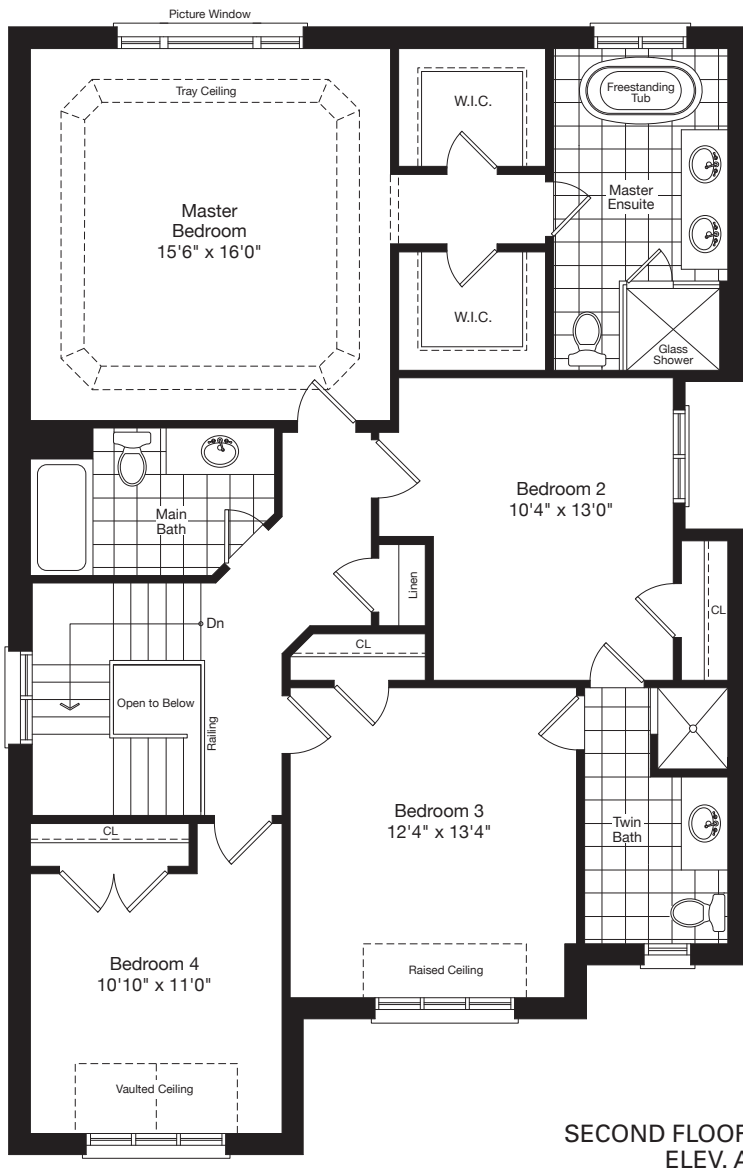 Picture Window
Tray Ceiling
W.I.C.
Freestanding
Tub
Master
Bedroom
15'6" x 16'0"
Master
Ensuite
W.I.C.
Glass
Shower
Bedroom 2
10'4" x 13'0"
Main
Bath
Linen
CL
Dn
CL
Open to Below
Railing
Bedroom 3
12'4" x 13'4"
Twin
Bath
CL
Bedroom 4
10'10" x 11'0"
Raised Ceiling
Vaulted Ceiling
SECOND FLOOR
ELEV. A